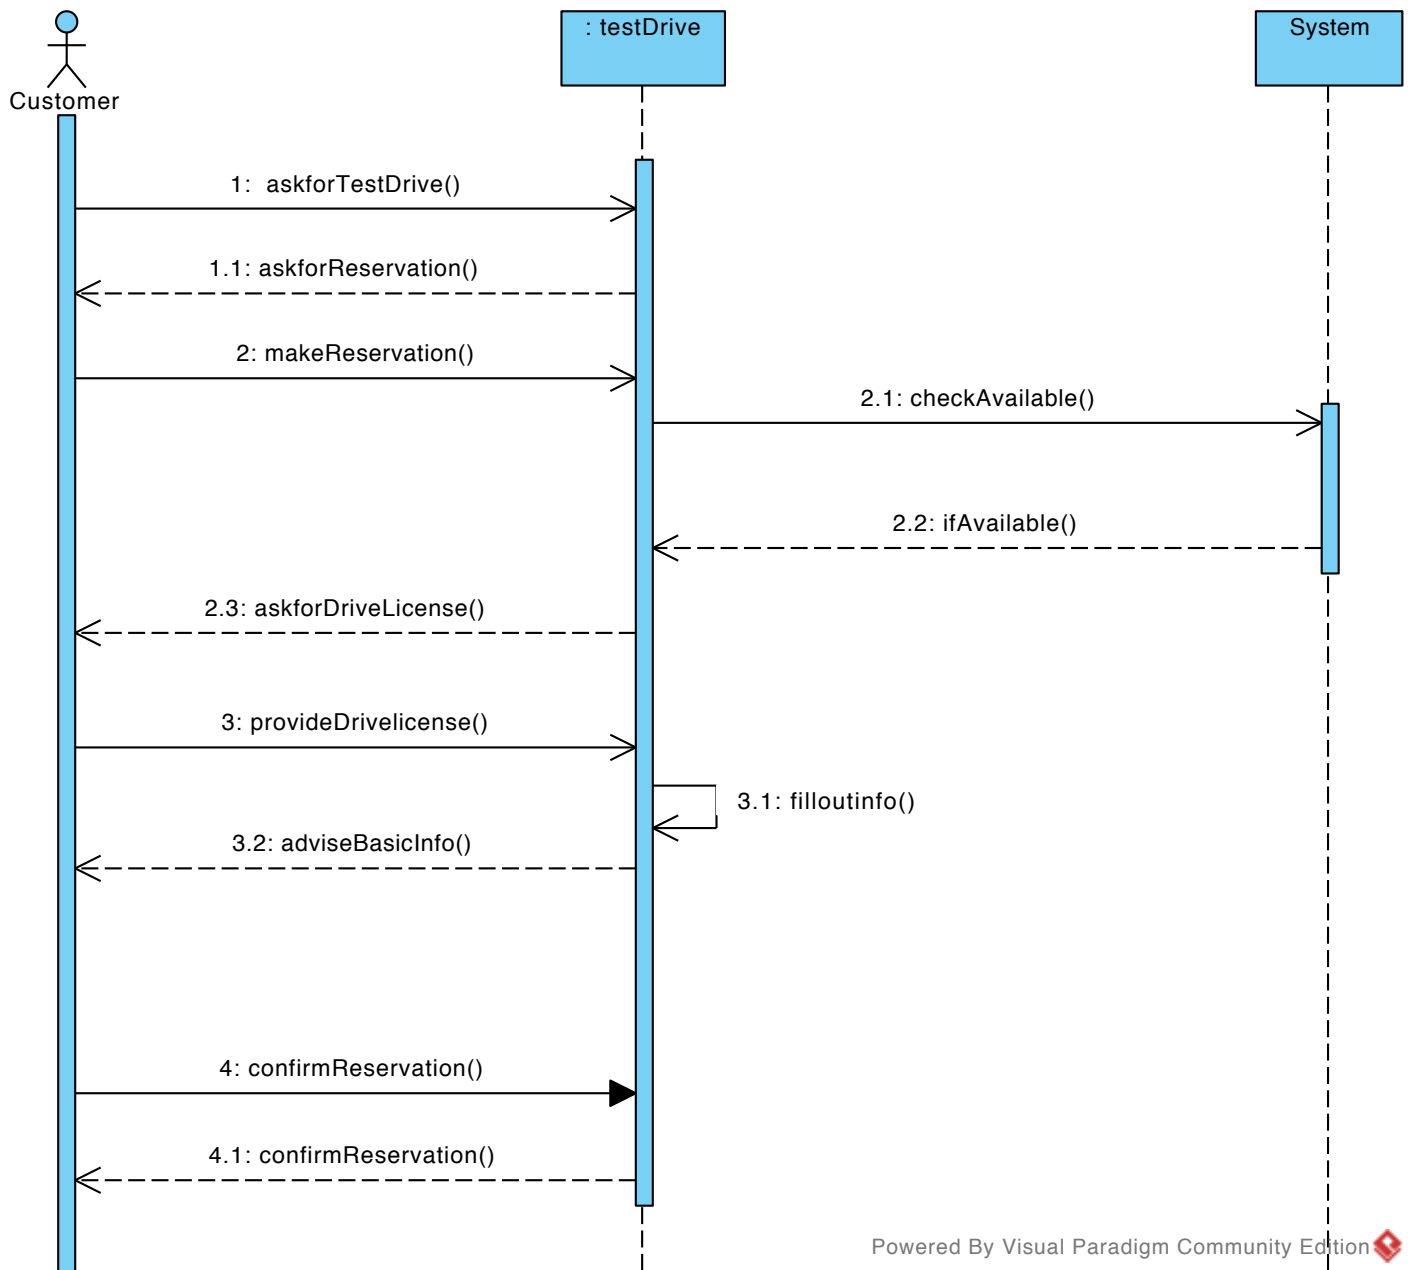 : testDrive
System
Customer
1:  askforTestDrive()
1.1: askforReservation()
2: makeReservation()
2.1: checkAvailable()
2.2: ifAvailable()
2.3: askforDriveLicense()
3: provideDrivelicense()
3.1: filloutinfo()
3.2: adviseBasicInfo()
4: confirmReservation()
4.1: confirmReservation()
Powered By Visual Paradigm Community Edition